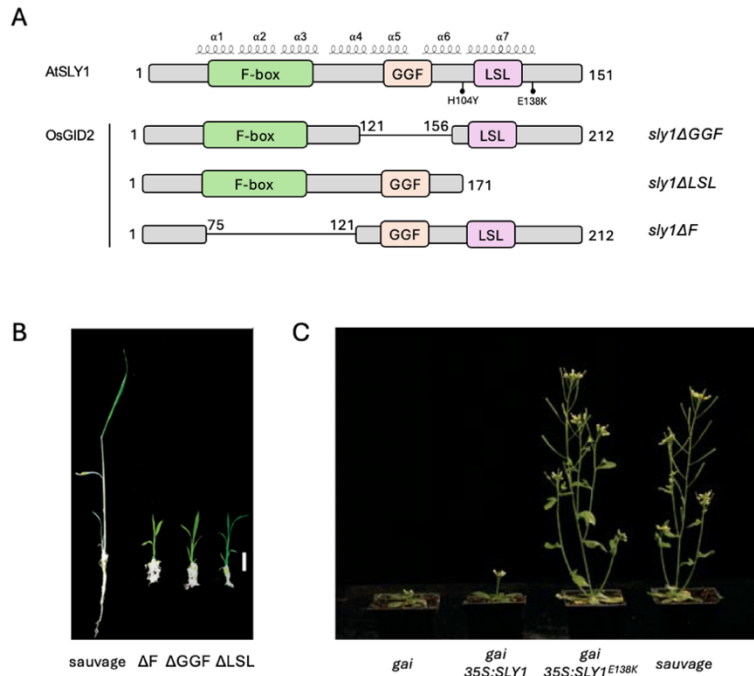 A
α1 α2 α3 α4 α5 α6 α7
AtSLY1 1 F-box GGF LSL 151
H104Y E138K
OsGID2 1 F-box 121 156 LSL 212 sly1ΔGGF
1 F-box GGF 171 sly1ΔLSL
1 75 121 GGF LSL 212 sly1ΔF
B
sauvage ΔF ΔGGF ΔLSL
C
gai
gai
35S:SLY1
gai
35S:SLY1E138K
sauvage